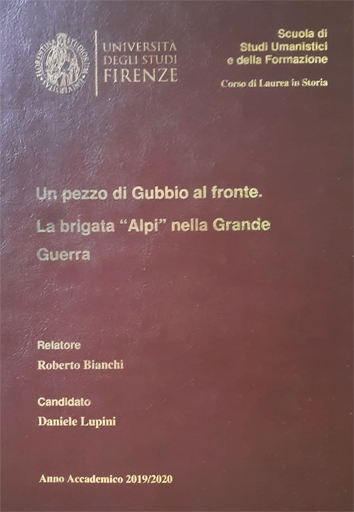 UNIVERSITÀ
DEGLI STUDI
FIRENZE
Scuola di
Studi Umanistici
e della Formazione
Corso di Laurea in Storia
Un pezzo di Gubbio al fronte.
La brigata “Alpi” nella Grande
Guerra
Relatore
Roberto Bianchi
Candidato
Daniele Lupini
Anno Accademico 2019/2020